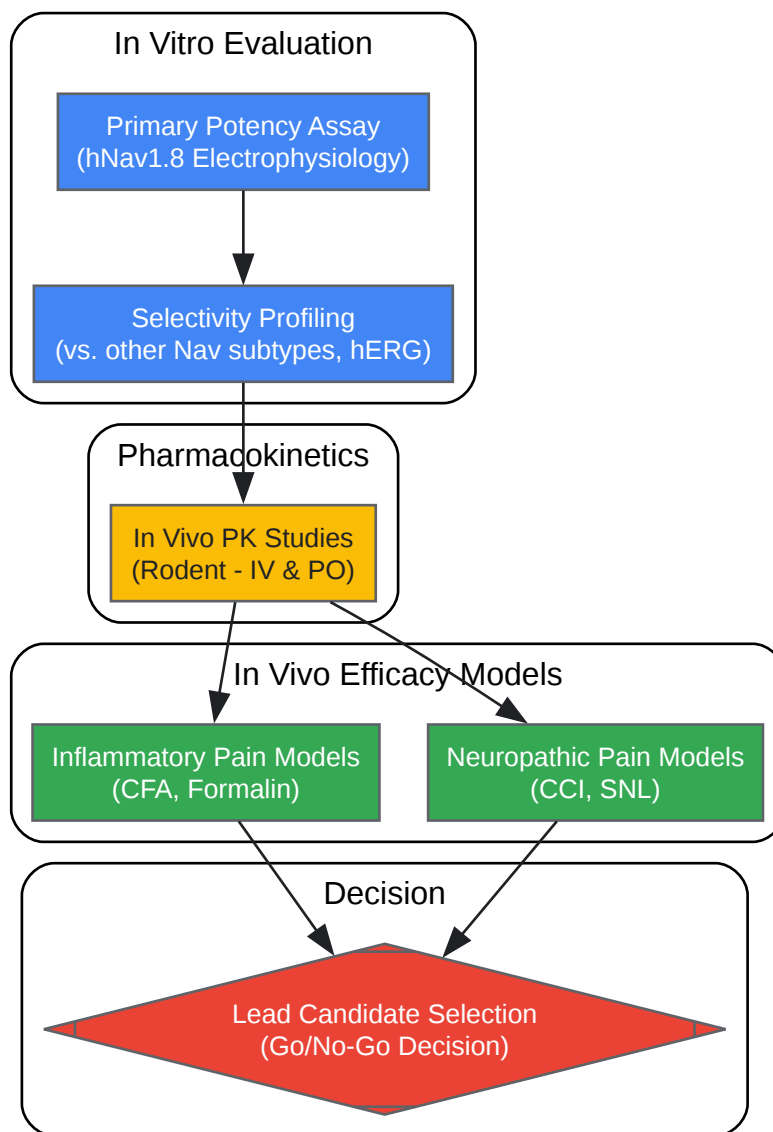 In Vitro Evaluation
Primary Potency Assay
(hNav1.8 Electrophysiology)
Selectivity Profiling
(vs. other Nav subtypes, hERG)
Pharmacokinetics
In Vivo PK Studies
(Rodent - IV & PO)
In Vivo Efficacy Models
Inflammatory Pain Models
(CFA, Formalin)
Neuropathic Pain Models
(CCI, SNL)
Decision
Lead Candidate Selection
(Go/No-Go Decision)